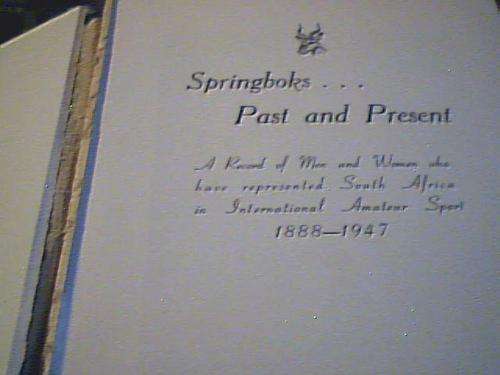 Springboks . . .
Past and Present
A Record of Men and Women who
have represented South Africa
in International Amateur Sport
1888—1947